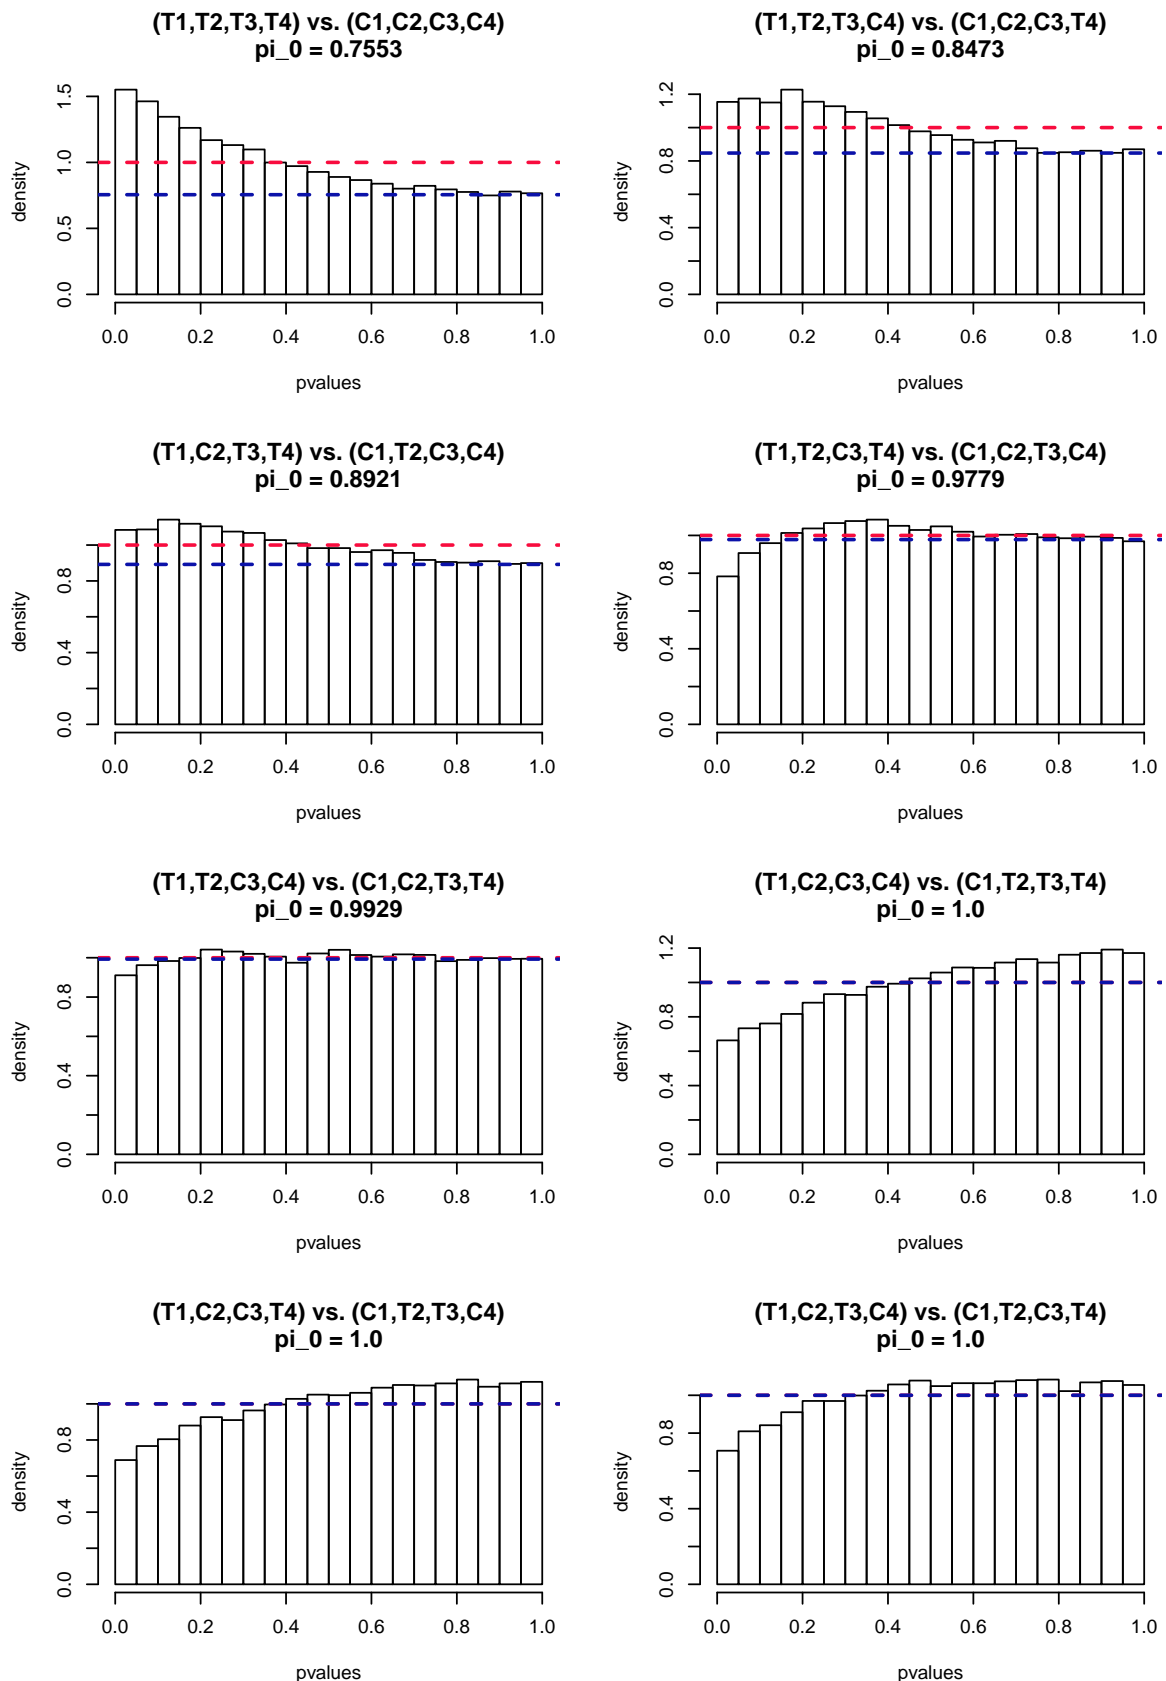 (T1,T2,T3,T4) vs. (C1,C2,C3,C4)
pi_0 = 0.7553
density
0.0 0.5 1.0 1.5
0.0 0.2 0.4 0.6 0.8 1.0
pvalues
(T1,T2,T3,C4) vs. (C1,C2,C3,T4)
pi_0 = 0.8473
density
0.0 0.4 0.8 1.2
0.0 0.2 0.4 0.6 0.8 1.0
pvalues
(T1,C2,T3,T4) vs. (C1,T2,C3,C4)
pi_0 = 0.8921
density
0.0 0.4 0.8
0.0 0.2 0.4 0.6 0.8 1.0
pvalues
(T1,T2,C3,T4) vs. (C1,C2,T3,C4)
pi_0 = 0.9779
density
0.0 0.4 0.8
0.0 0.2 0.4 0.6 0.8 1.0
pvalues
(T1,T2,C3,C4) vs. (C1,C2,T3,T4)
pi_0 = 0.9929
density
0.0 0.4 0.8
0.0 0.2 0.4 0.6 0.8 1.0
pvalues
(T1,C2,C3,C4) vs. (C1,T2,T3,T4)
pi_0 = 1.0
density
0.0 0.4 0.8 1.2
0.0 0.2 0.4 0.6 0.8 1.0
pvalues
(T1,C2,C3,T4) vs. (C1,T2,T3,C4)
pi_0 = 1.0
density
0.0 0.4 0.8
0.0 0.2 0.4 0.6 0.8 1.0
pvalues
(T1,C2,T3,C4) vs. (C1,T2,C3,T4)
pi_0 = 1.0
density
0.0 0.4 0.8
0.0 0.2 0.4 0.6 0.8 1.0
pvalues